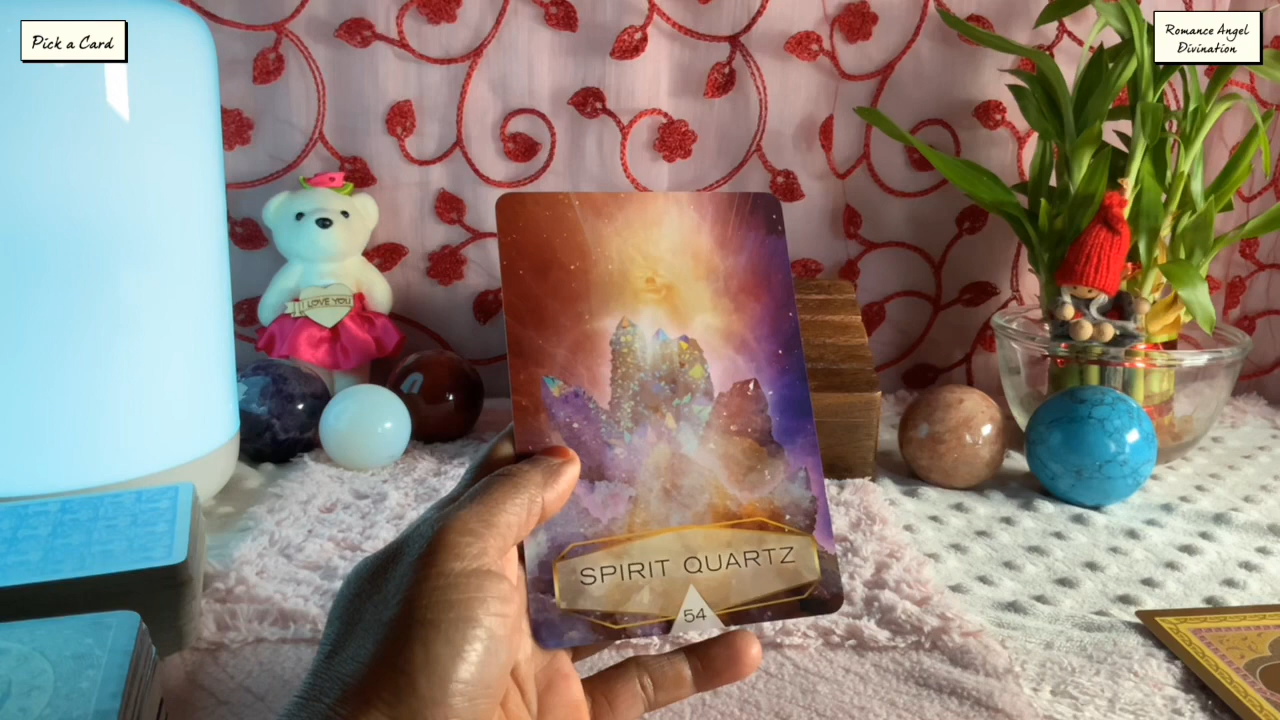 Pick a Card
Romance Angel
Divination
I LOVE YOU
SPIRIT QUARTZ
54